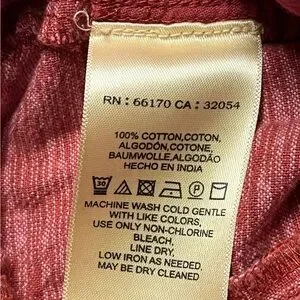 RN : 66170 CA : 32054
100% COTTON,COTON,
ALGODÓN,COTONE,
BAUMWOLLE,ALGODÃO
HECHO EN INDIA
30 P
MACHINE WASH COLD GENTLE
WITH LIKE COLORS,
USE ONLY NON-CHLORINE
BLEACH,
LINE DRY,
LOW IRON AS NEEDED,
MAY BE DRY CLEANED